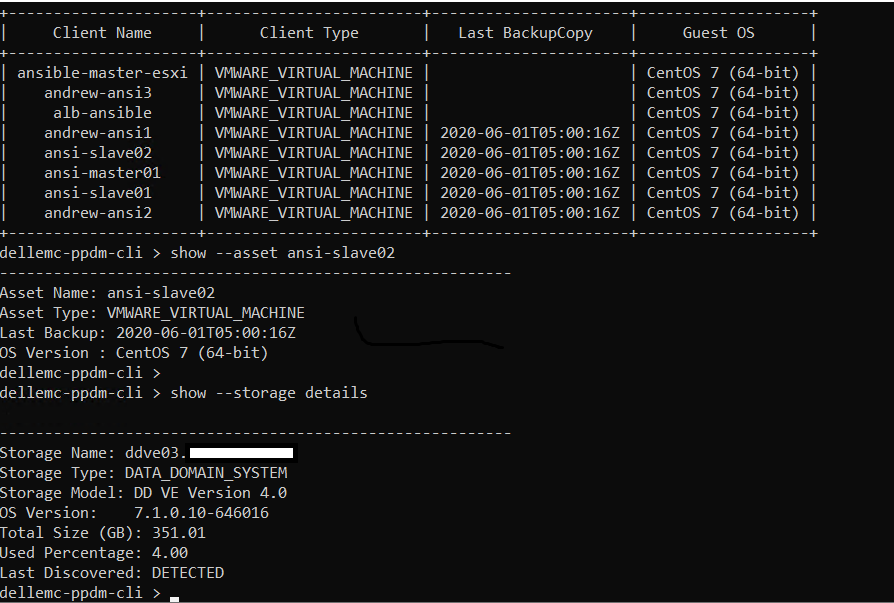 +---------------------+------------------------+----------------------+-------------------+
|     Client Name     |      Client Type       |   Last BackupCopy    |     Guest OS      |
+---------------------+------------------------+----------------------+-------------------+
| ansible-master-esxi | VMWARE_VIRTUAL_MACHINE |                      | CentOS 7 (64-bit) |
|    andrew-ansi3     | VMWARE_VIRTUAL_MACHINE |                      | CentOS 7 (64-bit) |
|     alb-ansible     | VMWARE_VIRTUAL_MACHINE |                      | CentOS 7 (64-bit) |
|    andrew-ansi1     | VMWARE_VIRTUAL_MACHINE | 2020-06-01T05:00:16Z | CentOS 7 (64-bit) |
|    ansi-slave02     | VMWARE_VIRTUAL_MACHINE | 2020-06-01T05:00:16Z | CentOS 7 (64-bit) |
|    ansi-master01    | VMWARE_VIRTUAL_MACHINE | 2020-06-01T05:00:16Z | CentOS 7 (64-bit) |
|    ansi-slave01     | VMWARE_VIRTUAL_MACHINE | 2020-06-01T05:00:16Z | CentOS 7 (64-bit) |
|    andrew-ansi2     | VMWARE_VIRTUAL_MACHINE | 2020-06-01T05:00:16Z | CentOS 7 (64-bit) |
+---------------------+------------------------+----------------------+-------------------+
dellemc-ppdm-cli > show --asset ansi-slave02
---------------------------------------------------------
Asset Name: ansi-slave02
Asset Type: VMWARE_VIRTUAL_MACHINE
Last Backup: 2020-06-01T05:00:16Z
OS Version : CentOS 7 (64-bit)
dellemc-ppdm-cli >
dellemc-ppdm-cli > show --storage details
---------------------------------------------------------
Storage Name: ddve03.
Storage Type: DATA_DOMAIN_SYSTEM
Storage Model: DD VE Version 4.0
OS Version:    7.1.0.10-646016
Total Size (GB): 351.01
Used Percentage: 4.00
Last Discovered: DETECTED
dellemc-ppdm-cli > _